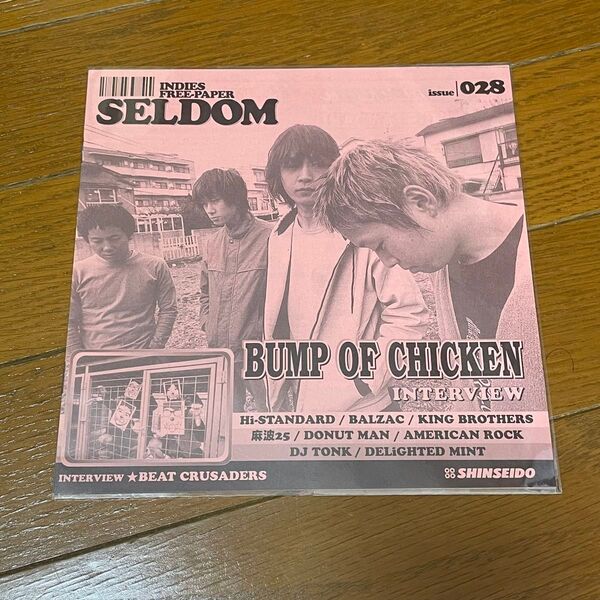 INDIES
FREE-PAPER
SELDOM
issue 028
BUMP OF CHICKEN
INTERVIEW
Hi-STANDARD / BALZAC / KING BROTHERS
麻波25 / DONUT MAN / AMERICAN ROCK
DJ TONK / DELiGHTED MINT
INTERVIEW ★BEAT CRUSADERS
SHINSEIDO